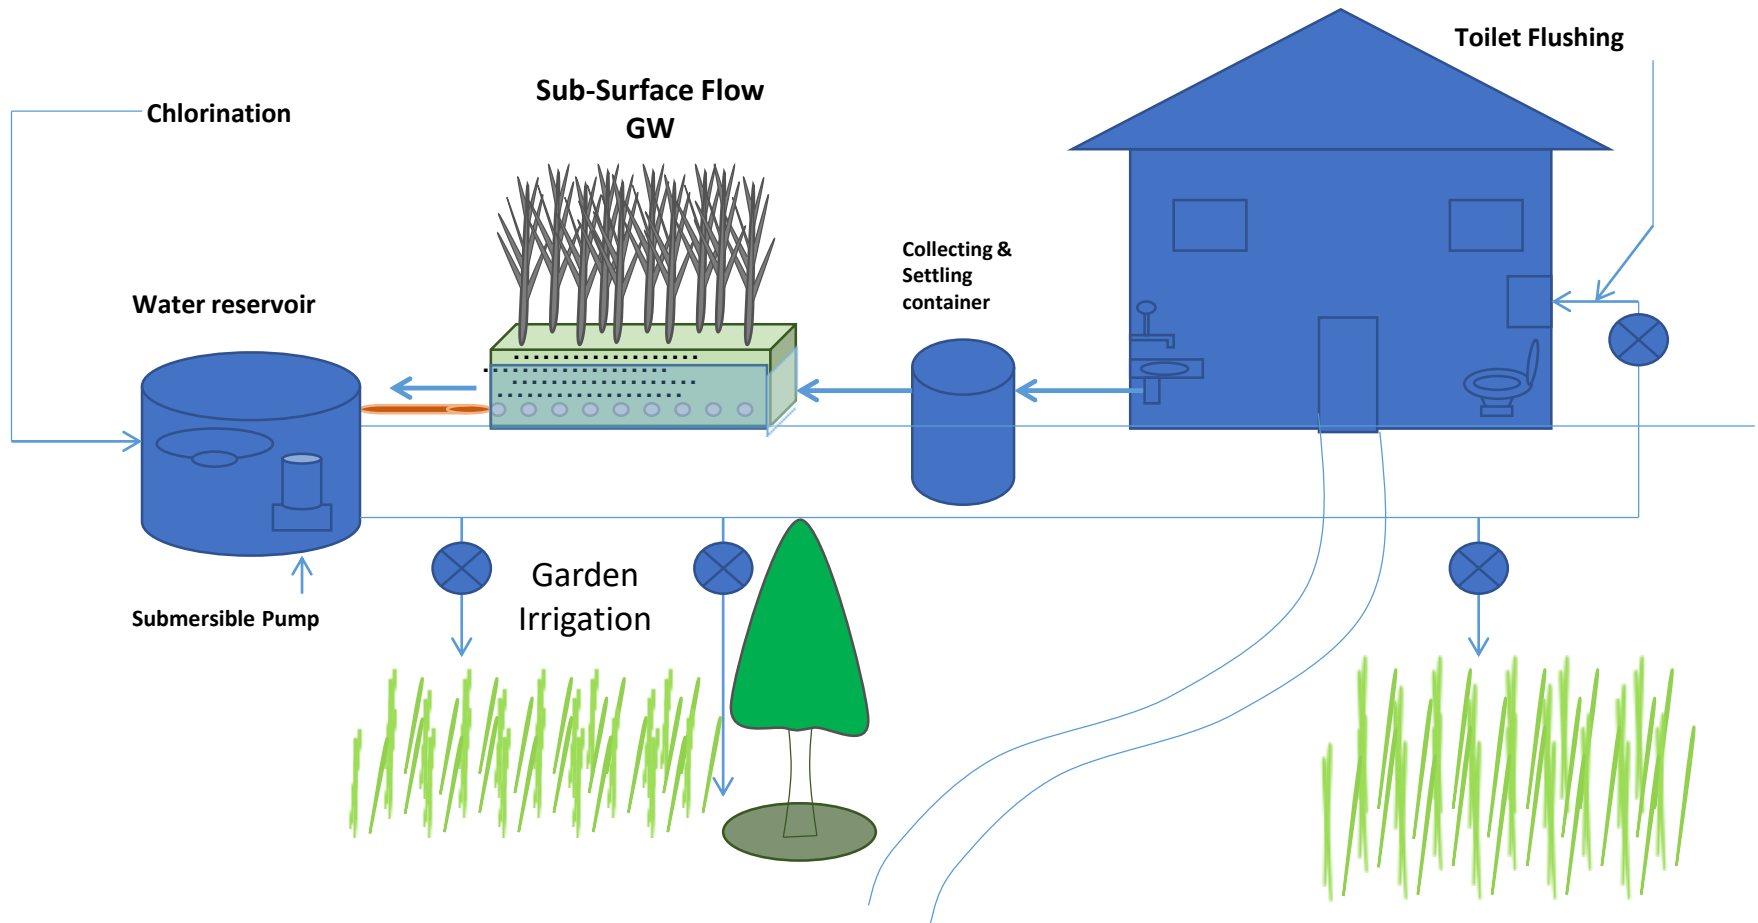 Toilet Flushing
Sub-Surface Flow
GW
Chlorination
Collecting &
Settling
container
Water reservoir
Garden
Irrigation
Submersible Pump